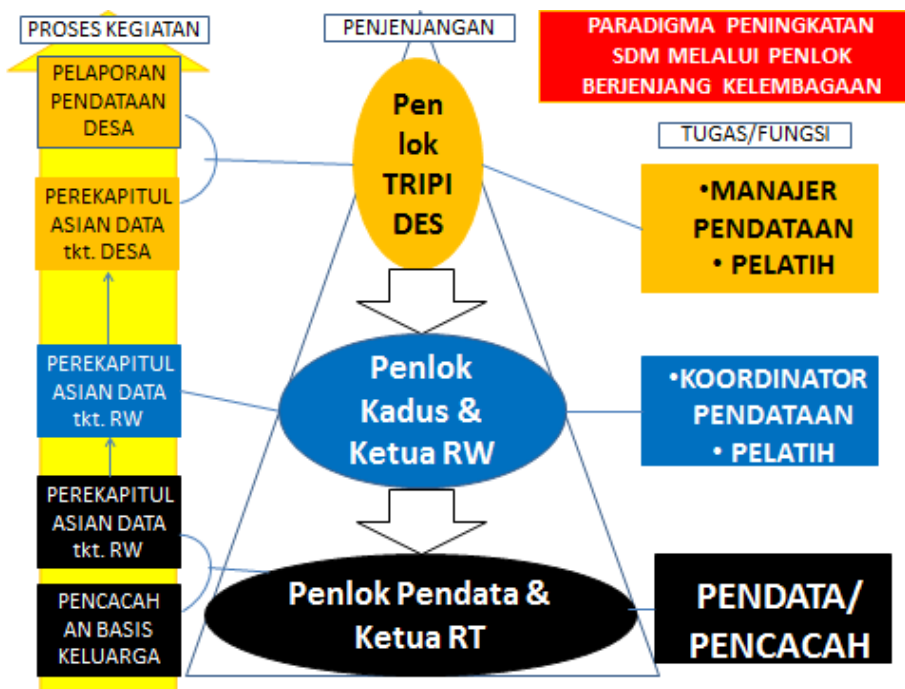 PROSES KEGIATAN
PELAPORAN
PENDATAAN
DESA
PEREKAPITUL
ASIAN DATA
tkt. DESA
PEREKAPITUL
ASIAN DATA
tkt. RW
PEREKAPITUL
ASIAN DATA
tkt. RW
PENCACAH
AN BASIS
KELUARGA
PENJENJANGAN
Pen
lok
TRIPI
DES
Penlok
Kadus &
Ketua RW
Penlok Pendata &
Ketua RT
PARADIGMA PENINGKATAN
SDM MELALUI PENLOK
BERJENJANG KELEMBAGAAN
TUGAS/FUNGSI
•MANAJER
PENDATAAN
• PELATIH
•KOORDINATOR
PENDATAAN
• PELATIH
PENDATA/
PENCACAH